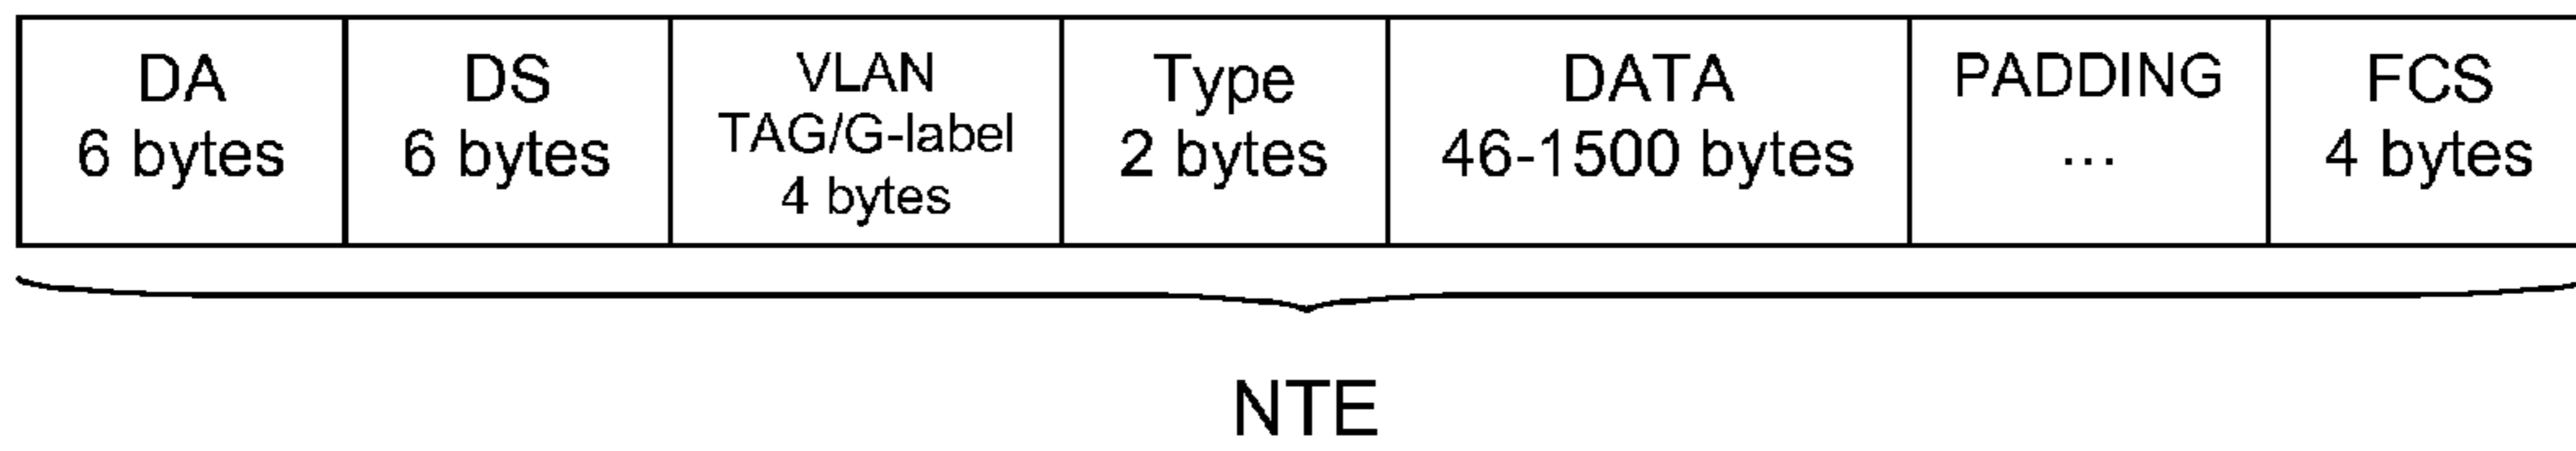 DA
6 bytes
DS
6 bytes
VLAN
TAG/G-label
4 bytes
Type
2 bytes
DATA
46-1500 bytes
PADDING
...
FCS
4 bytes
NTE